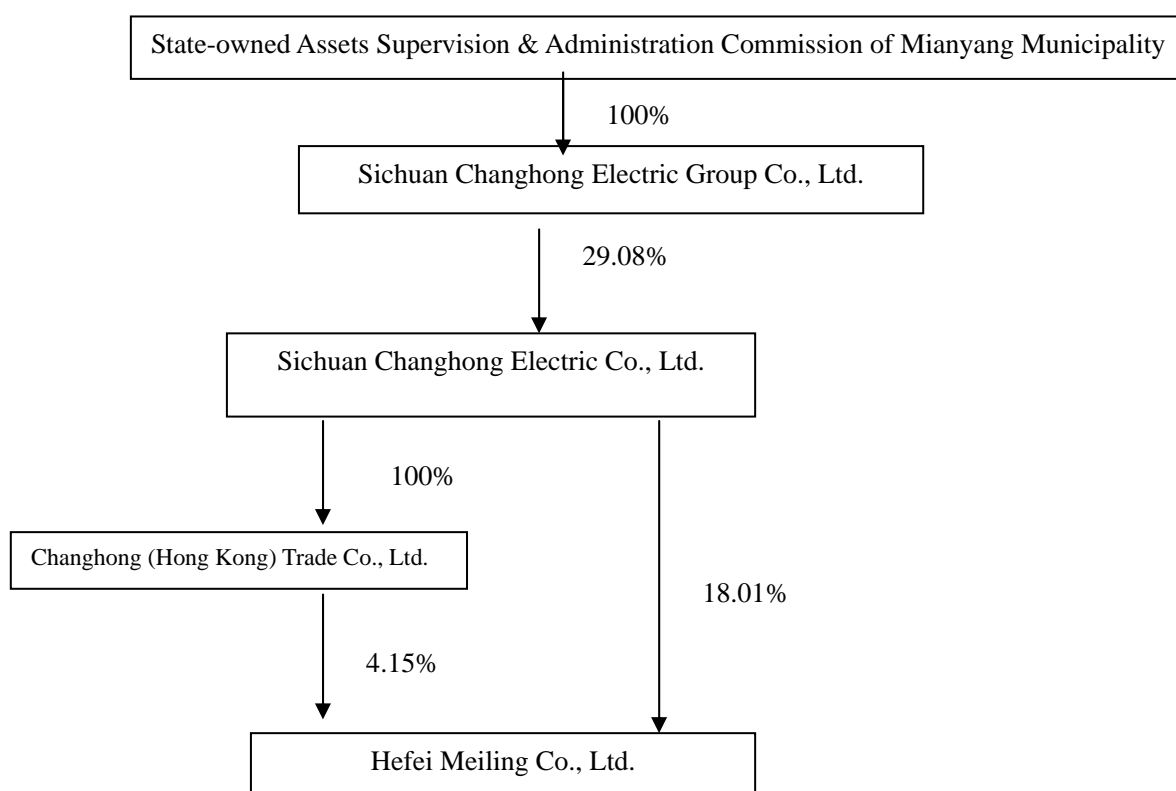 State-owned Assets Supervision & Administration Commission of Mianyang Municipality
100%
Sichuan Changhong Electric Group Co., Ltd.
29.08%
Sichuan Changhong Electric Co., Ltd.
100%
Changhong (Hong Kong) Trade Co., Ltd.
18.01%
4.15%
Hefei Meiling Co., Ltd.